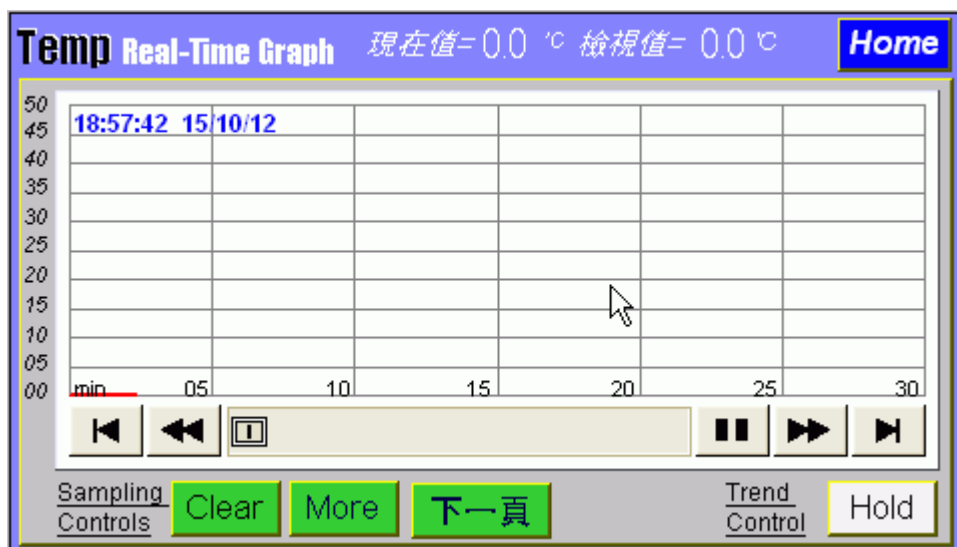 Temp Real-Time Graph 現在值= 0.0 ℃ 檢視值= 0.0 ℃ Home
50
45
40
35
30
25
20
15
10
05
00
18:57:42 15/10/12
min 05 10 15 20 25 30
Sampling Controls
Clear
More
下一頁
Trend Control
Hold